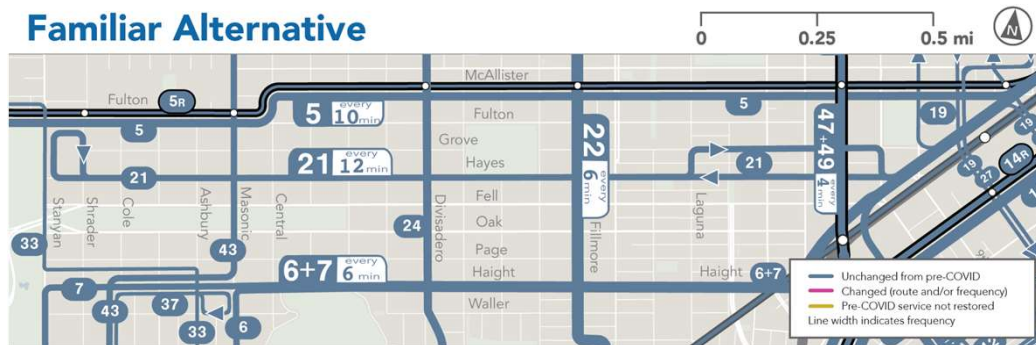 Familiar Alternative
0 0.25 0.5 mi
N
McAllister
Fulton
5R
5
5 every 10 min
Fulton
5
19
47+49 every 4 min
19
Grove
22 every 6 min
21 every 12 min
Hayes
21
14R
19
27
21
Stanyan
Shrader
Cole
Ashbury
Masonic
Central
Fell
Divisadero
Oak
Fillmore
Laguna
24
33
43
Page
6+7 every 6 min
Haight
Haight
6+7
7
37
43
33
6
Waller
Unchanged from pre-COVID
Changed (route and/or frequency)
Pre-COVID service not restored
Line width indicates frequency